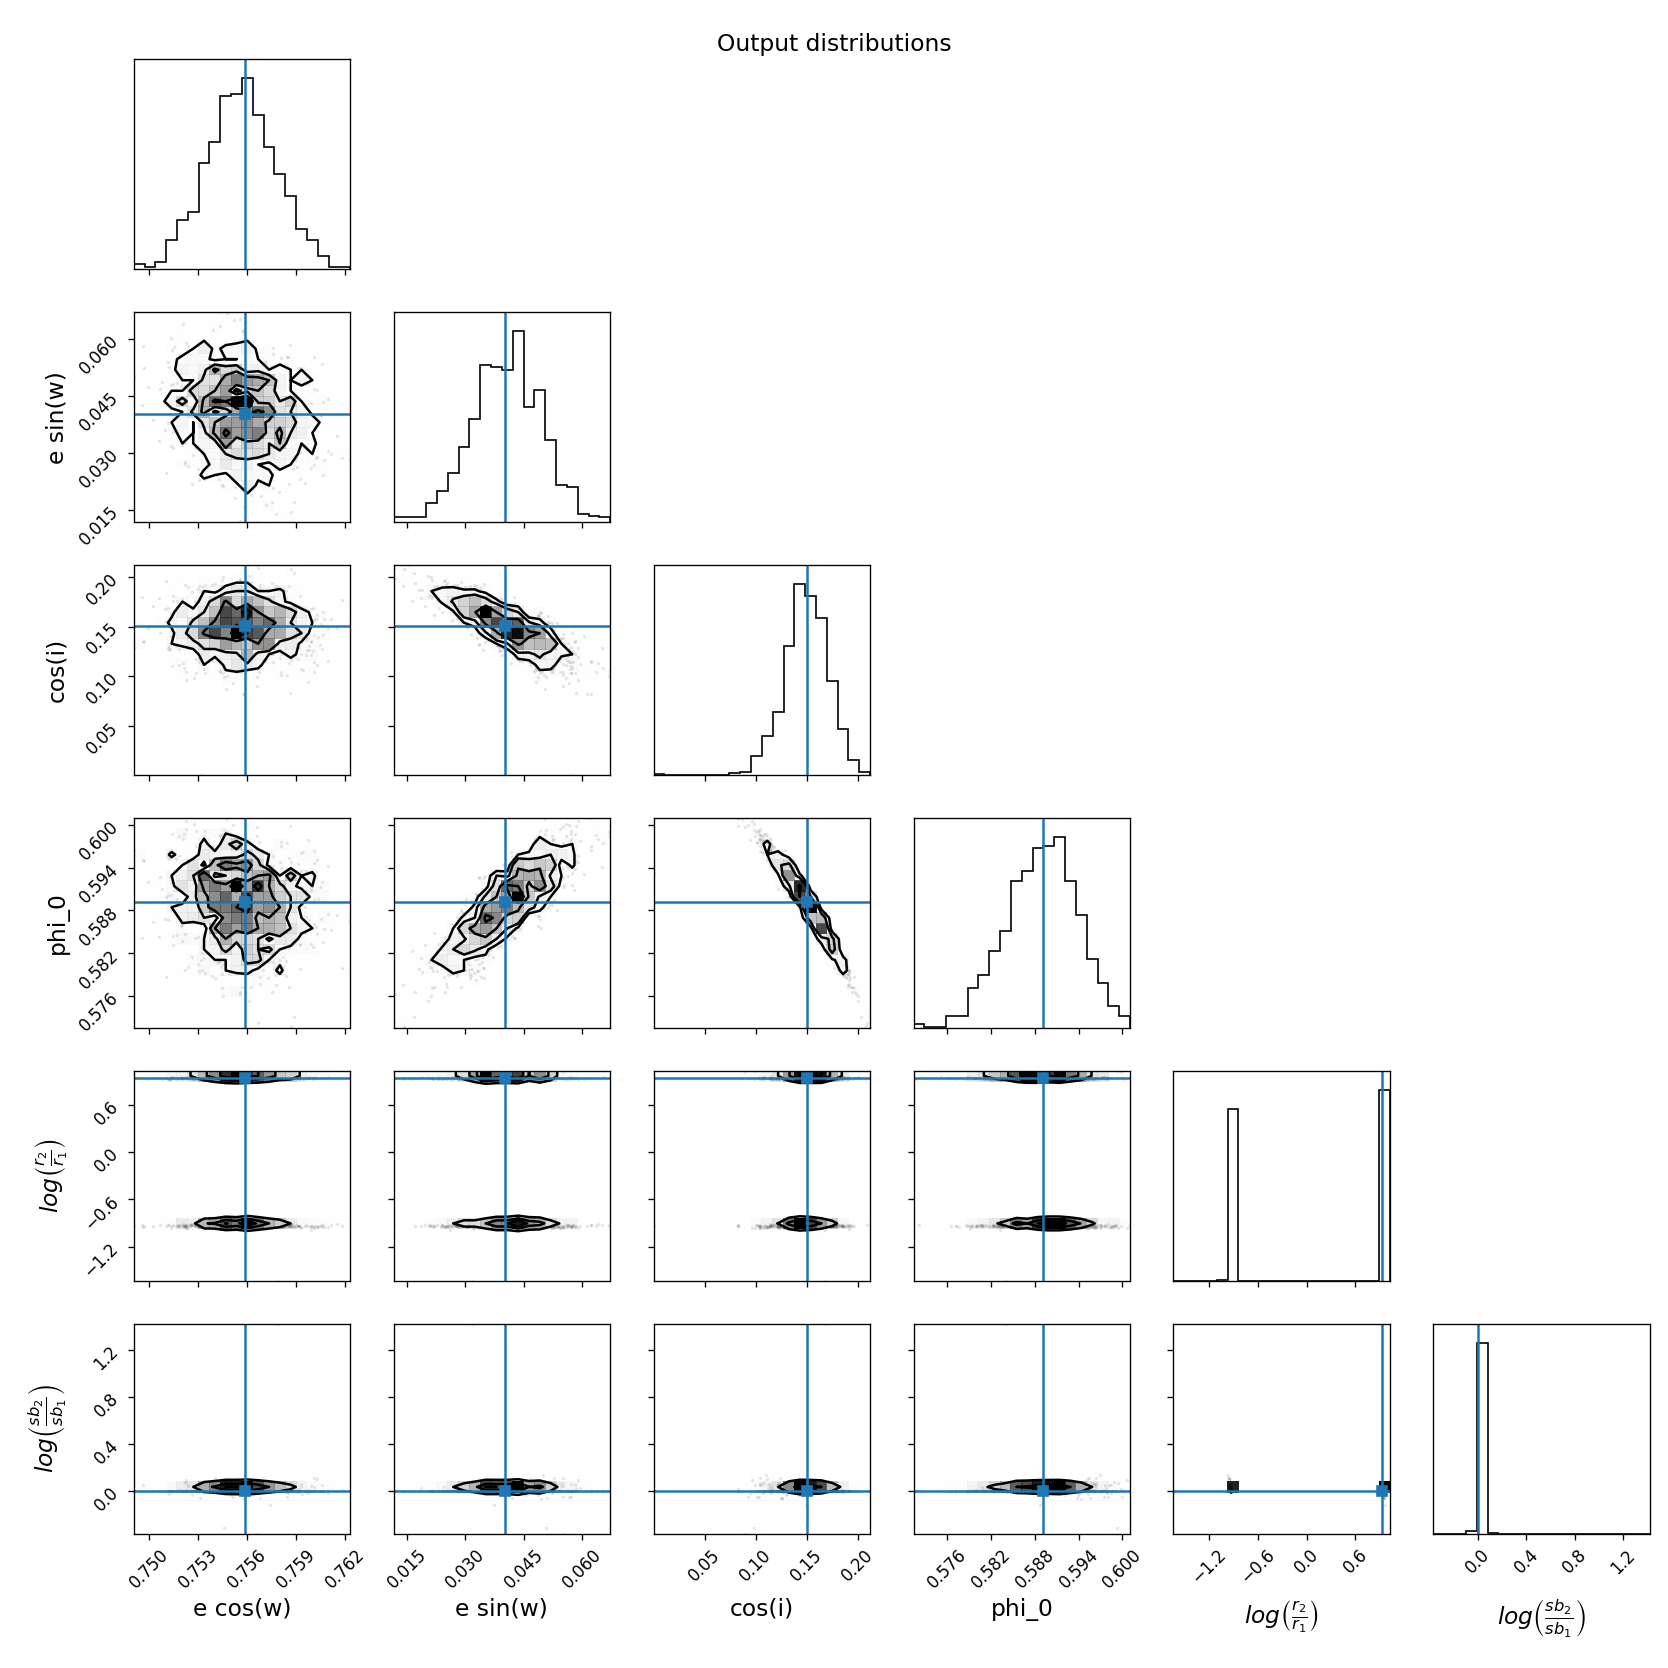 Output distributions
e sin(w)
0.060
0.045
0.030
0.015
cos(i)
0.20
0.15
0.10
0.05
phi_0
0.600
0.594
0.588
0.582
0.576
log(r₂/r₁)
0.6
0.0
−0.6
−1.2
log(sb₂/sb₁)
1.2
0.8
0.4
0.0
0.750 0.753 0.756 0.759 0.762 0.015 0.030 0.045 0.060 0.05 0.10 0.15 0.20 0.576 0.582 0.588 0.594 0.600 −1.2 −0.6 0.0 0.6 0.0 0.4 0.8 1.2
e cos(w) e sin(w) cos(i) phi_0 log(r₂/r₁) log(sb₂/sb₁)